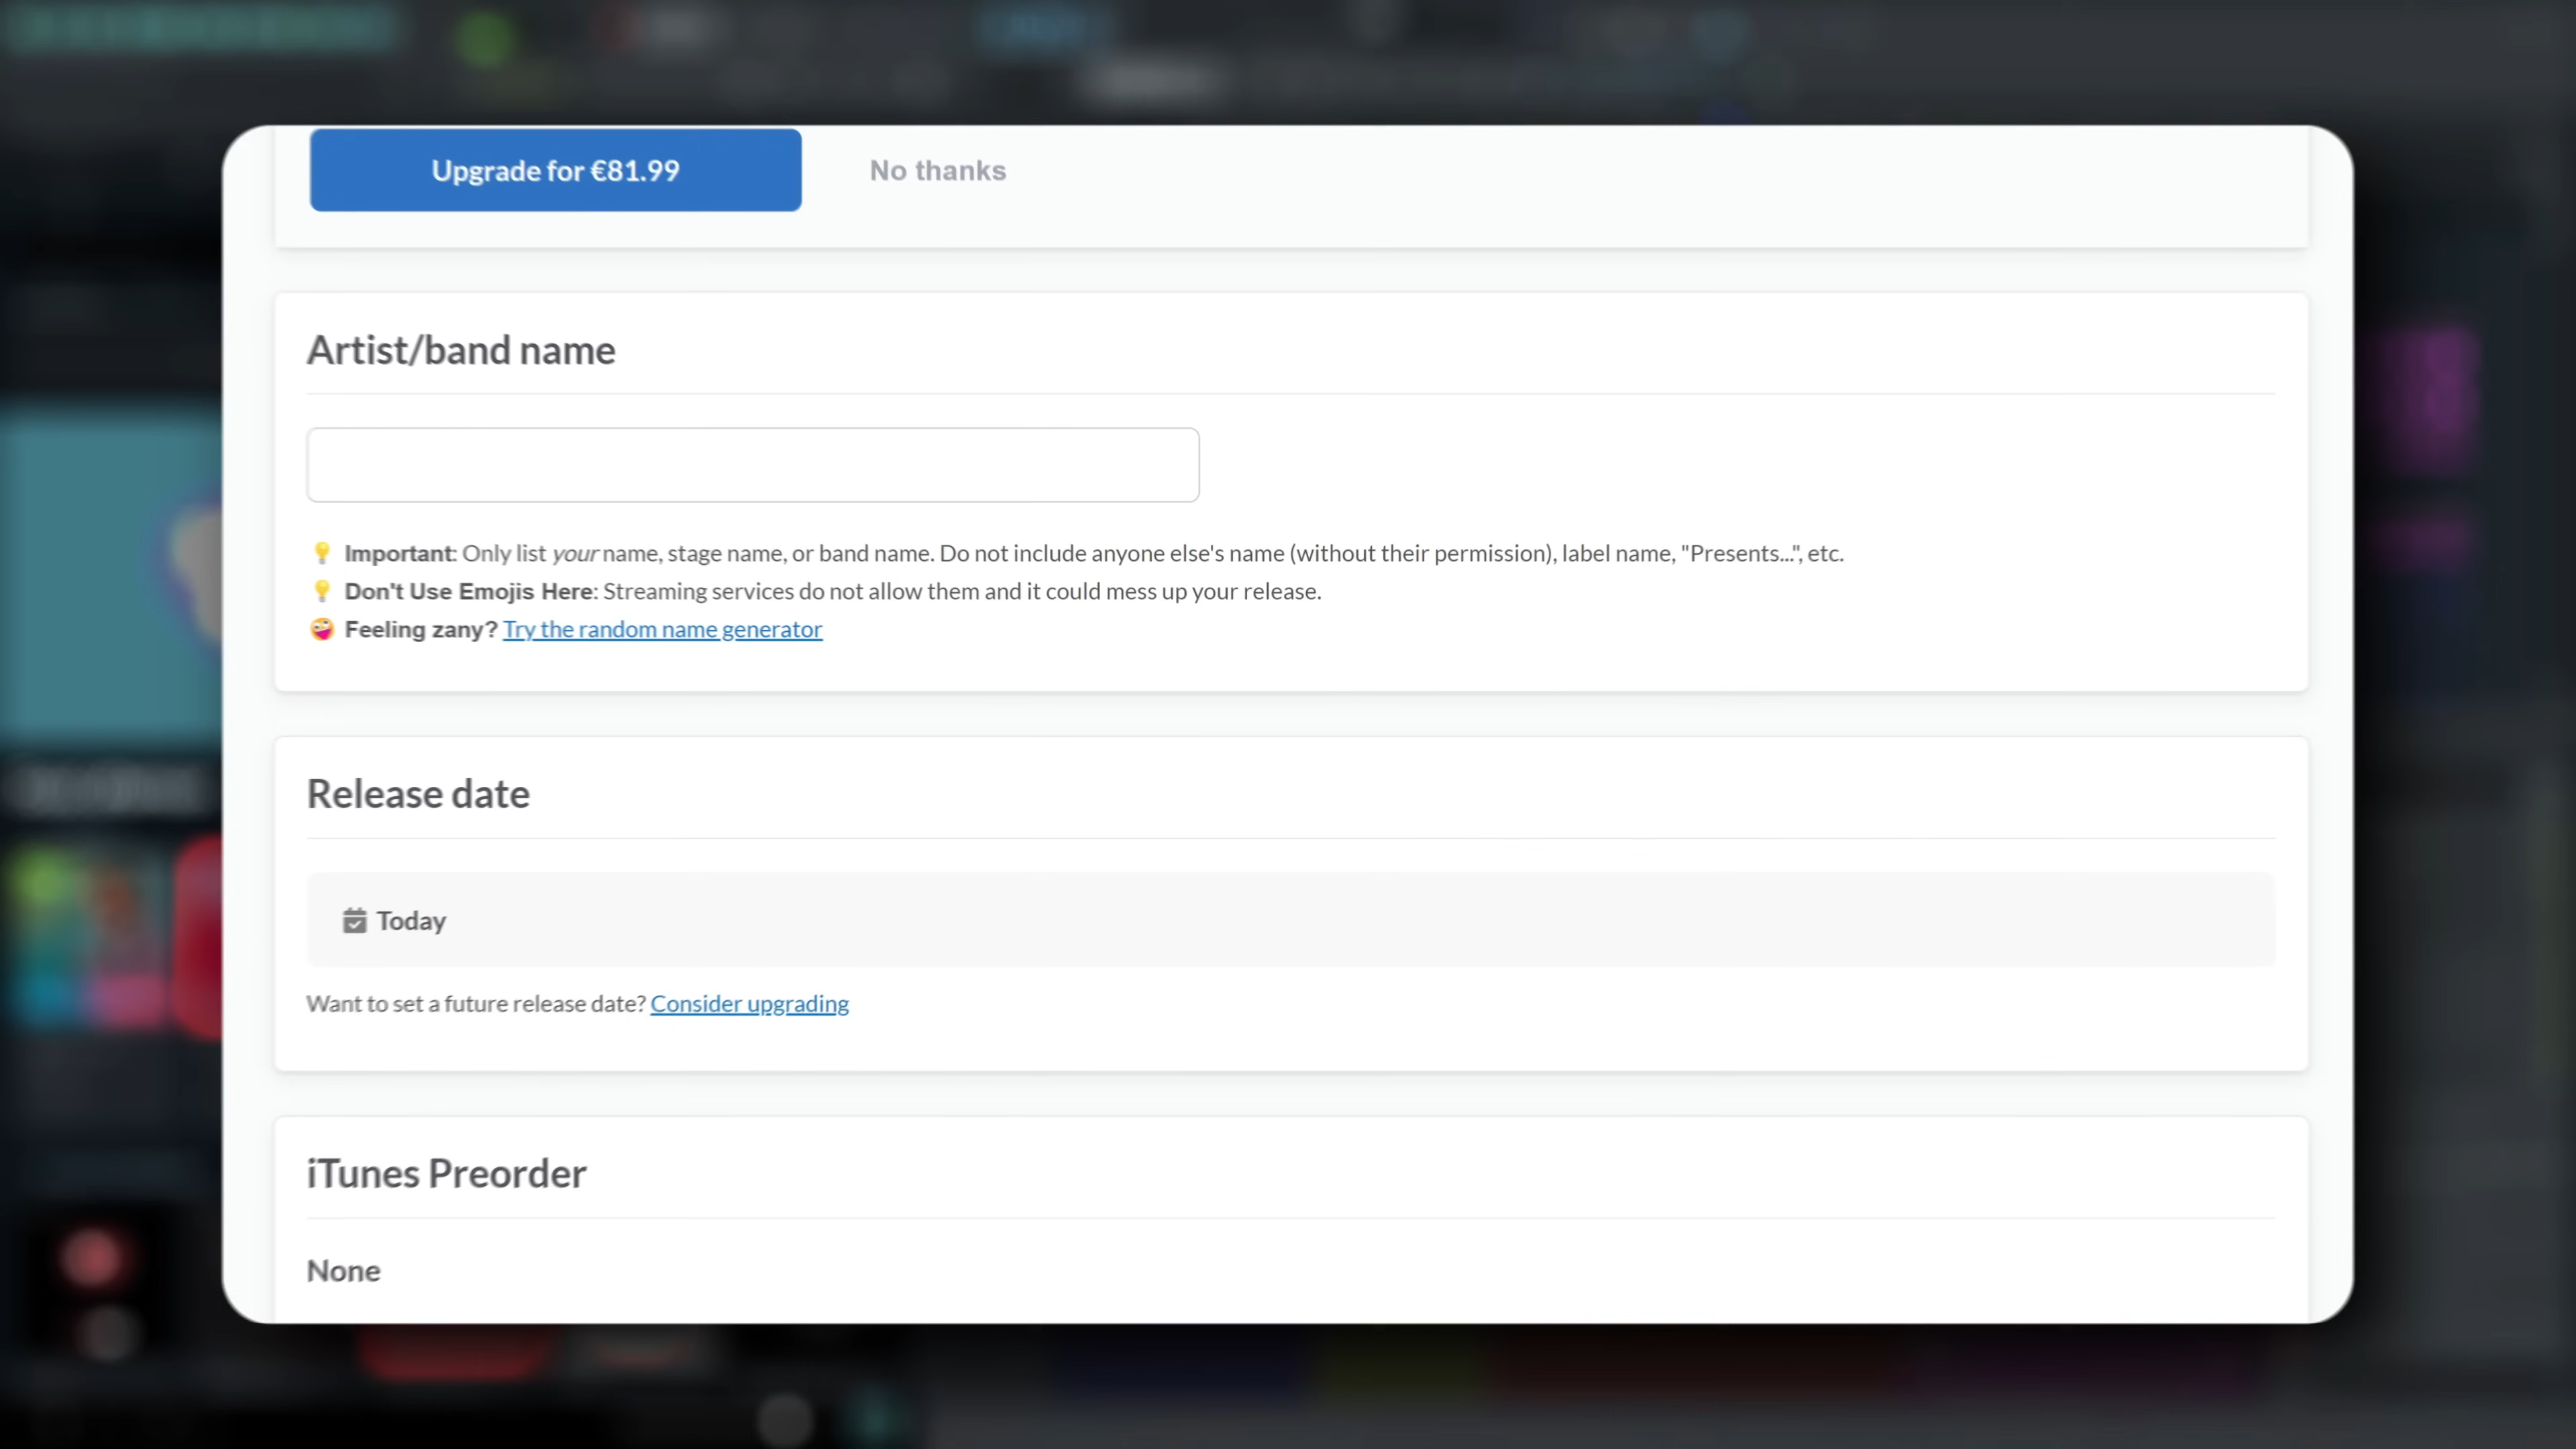 Upgrade for €81.99
No thanks
Artist/band name
Important: Only list your name, stage name, or band name. Do not include anyone else's name (without their permission), label name, "Presents...", etc.
Don't Use Emojis Here: Streaming services do not allow them and it could mess up your release.
Feeling zany? Try the random name generator
Release date
Today
Want to set a future release date? Consider upgrading
iTunes Preorder
None